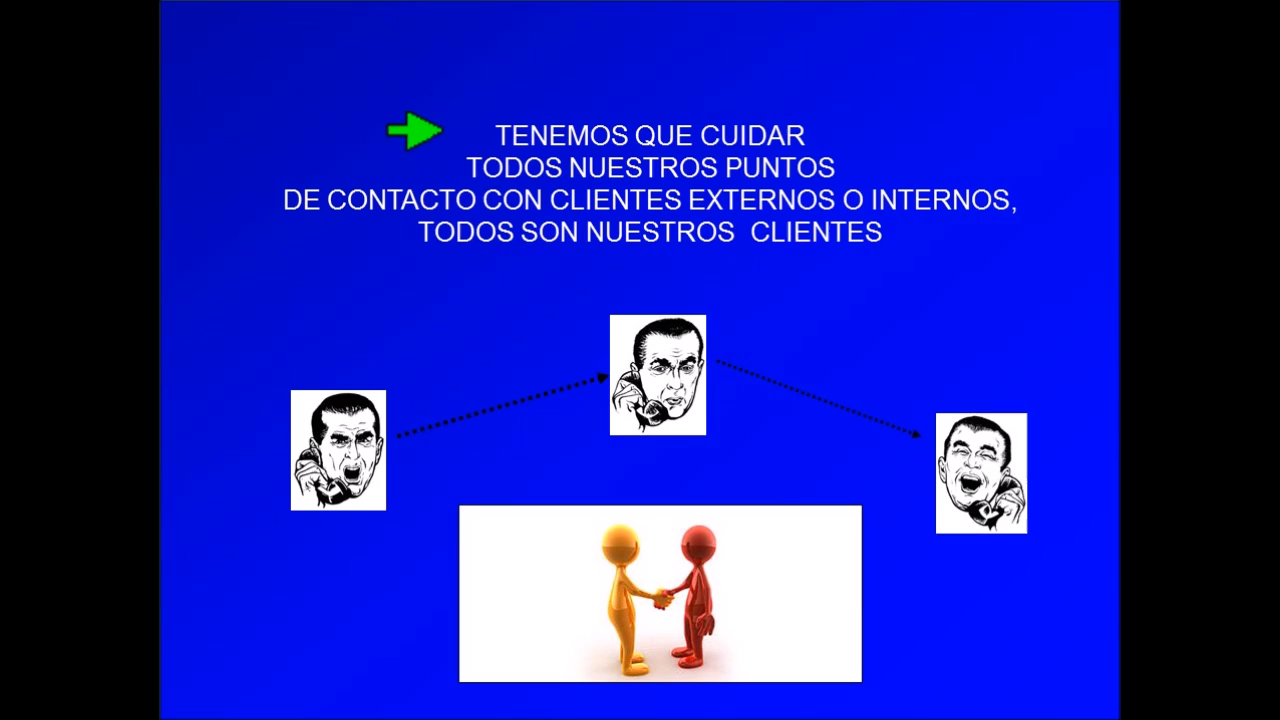 TENEMOS QUE CUIDAR
TODOS NUESTROS PUNTOS
DE CONTACTO CON CLIENTES EXTERNOS O INTERNOS,
TODOS SON NUESTROS  CLIENTES